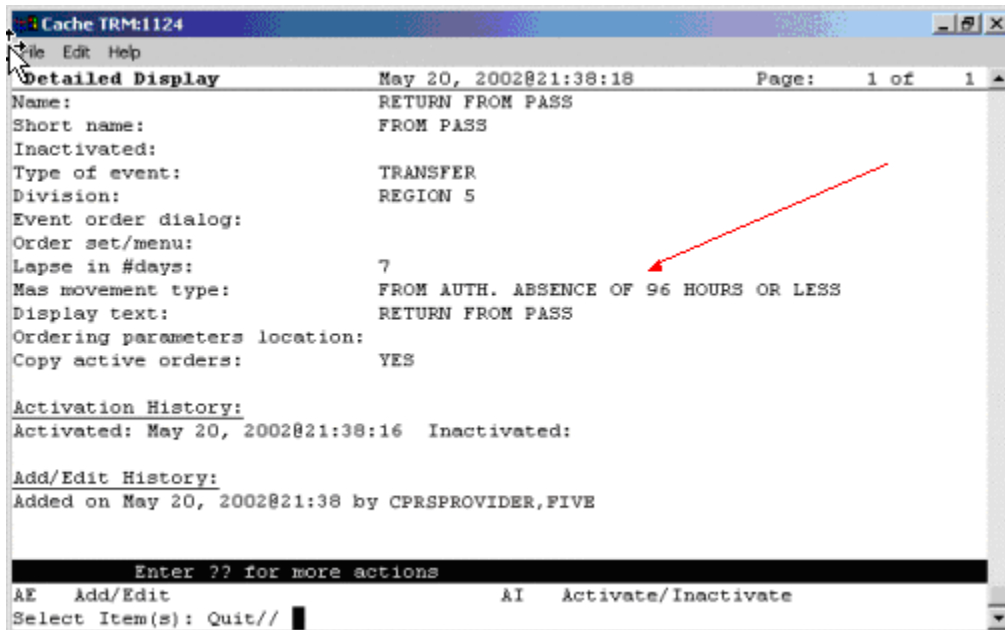 Cache TRM:1124
File Edit Help
Detailed Display May 20, 2002@21:38:18 Page: 1 of 1
Name: RETURN FROM PASS
Short name: FROM PASS
Inactivated:
Type of event: TRANSFER
Division: REGION 5
Event order dialog:
Order set/menu:
Lapse in #days: 7
Mas movement type: FROM AUTH. ABSENCE OF 96 HOURS OR LESS
Display text: RETURN FROM PASS
Ordering parameters location:
Copy active orders: YES
Activation History:
Activated: May 20, 2002@21:38:16 Inactivated:
Add/Edit History:
Added on May 20, 2002@21:38 by CPRSPROVIDER,FIVE
Enter ?? for more actions
AE Add/Edit AI Activate/Inactivate
Select Item(s): Quit//